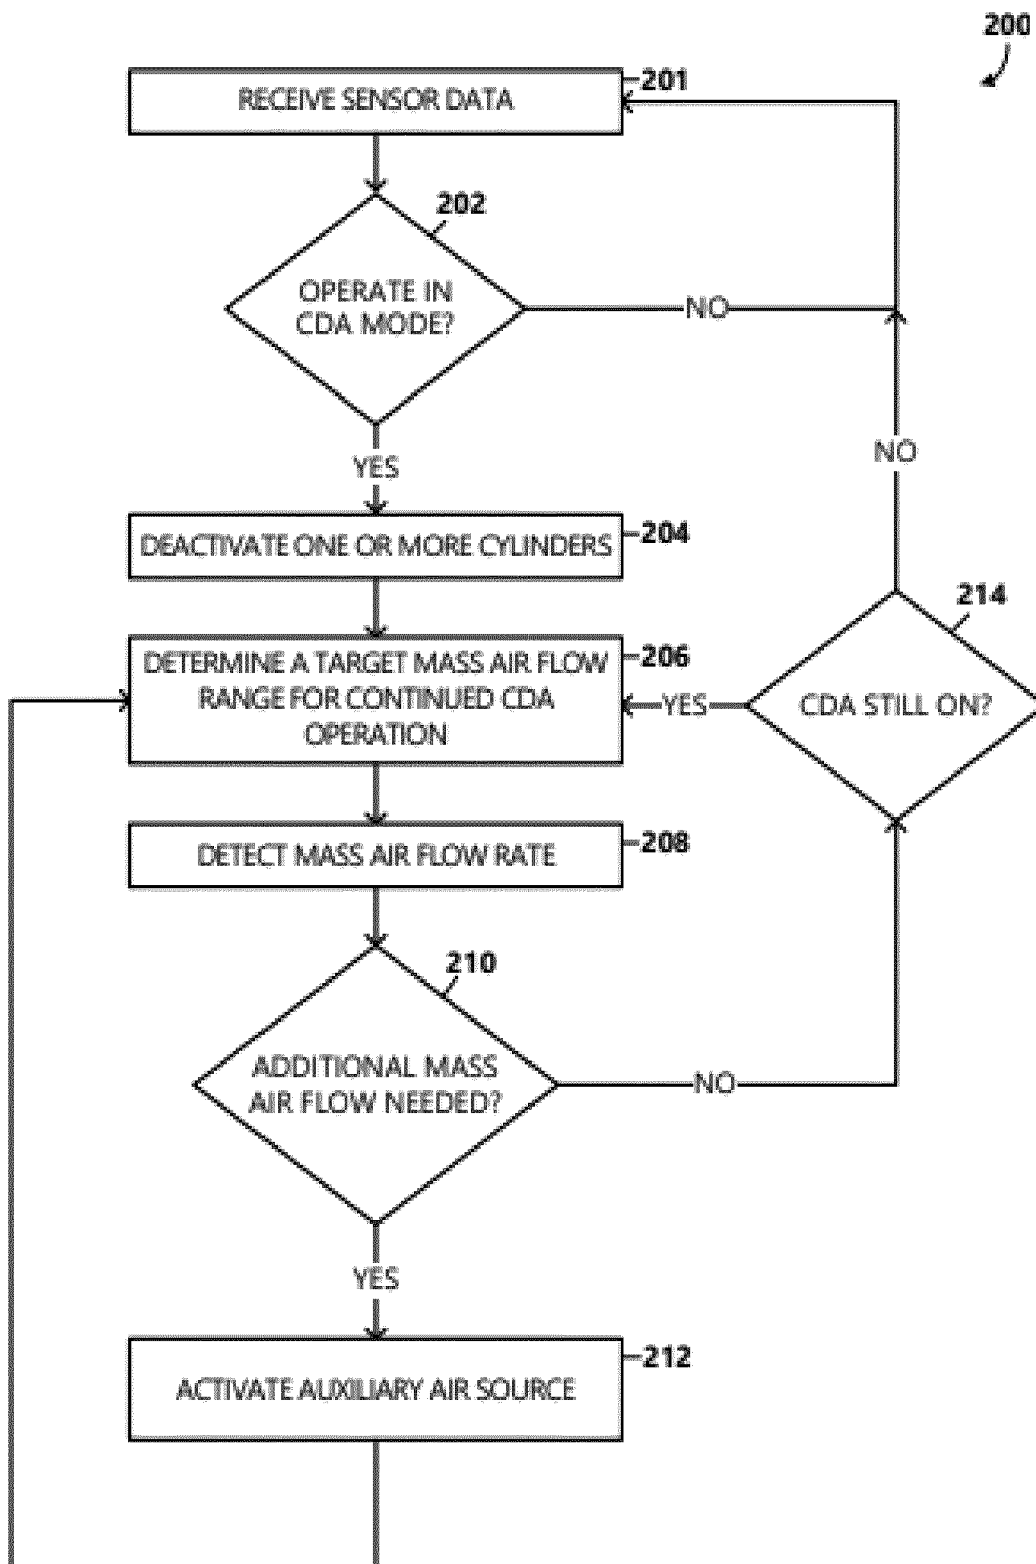 200
RECEIVE SENSOR DATA
201
202
OPERATE IN
CDA MODE?
NO
YES
NO
DEACTIVATE ONE OR MORE CYLINDERS
204
214
DETERMINE A TARGET MASS AIR FLOW
RANGE FOR CONTINUED CDA
OPERATION
206
YES
CDA STILL ON?
DETECT MASS AIR FLOW RATE
208
210
ADDITIONAL MASS
AIR FLOW NEEDED?
NO
YES
ACTIVATE AUXILIARY AIR SOURCE
212